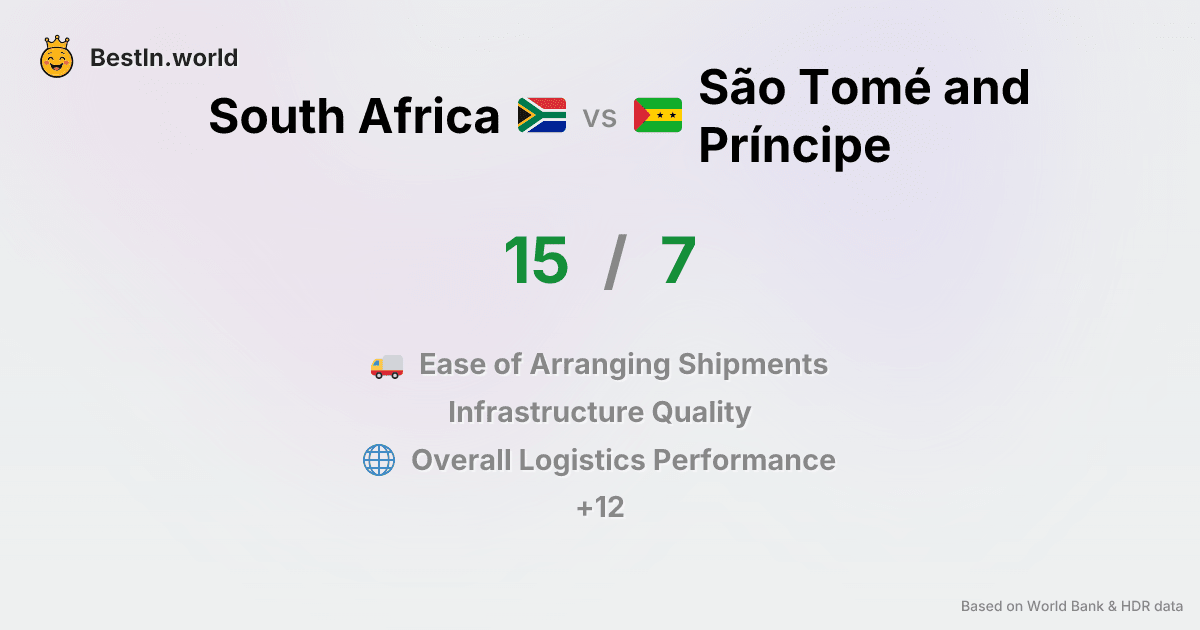 BestIn.world
South Africa vs São Tomé and
Príncipe
15 / 7
Ease of Arranging Shipments
Infrastructure Quality
Overall Logistics Performance
+12
Based on World Bank & HDR data